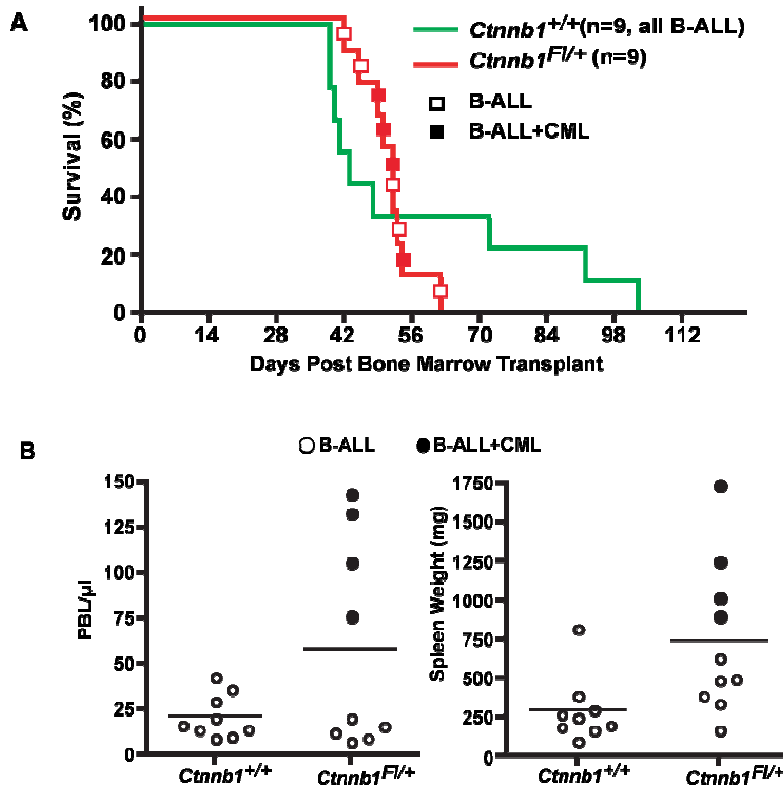 A
Ctnnb1+/+(n=9, all B-ALL)
CtnnbFl/+ (n=9)
B-ALL
B-ALL+CML
Survival (%)
100
80
60
40
20
0
0 14 28 42 56 70 84 98 112
Days Post Bone Marrow Transplant
B
B-ALL B-ALL+CML
PBL/µl
150
125
100
75
50
25
0
Ctnnb1+/+ Ctnnb1Fl/+
Spleen Weight (mg)
1750
1500
1250
1000
750
500
250
0
Ctnnb1+/+ Ctnnb1Fl/+